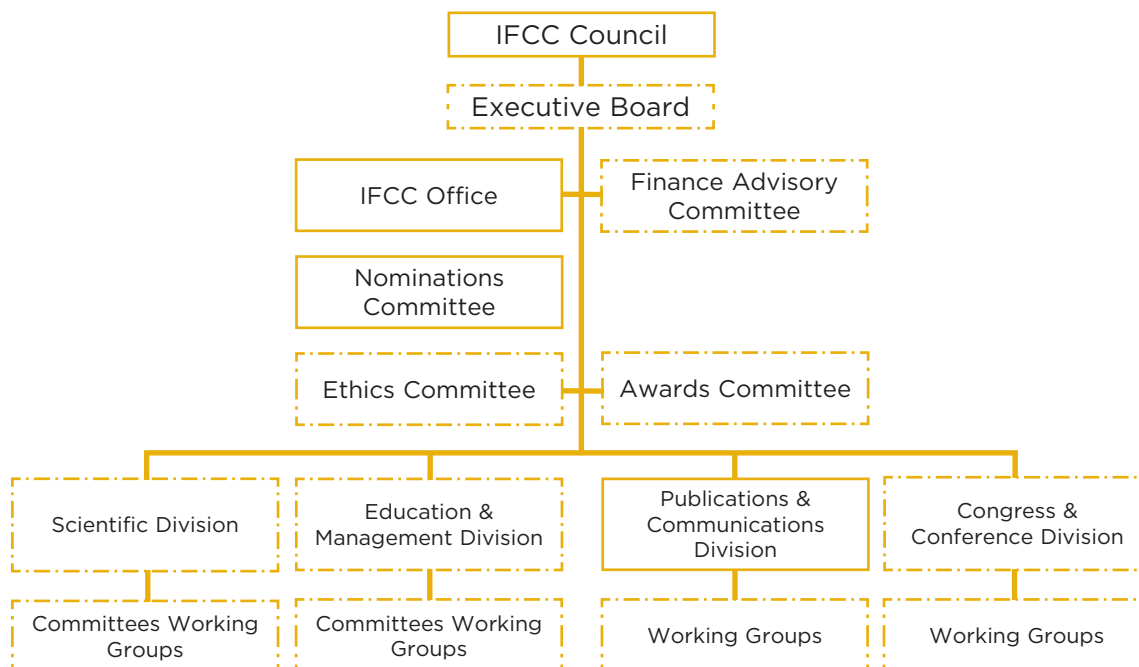 IFCC Council
Executive Board
IFCC Office
Finance Advisory
Committee
Nominations
Committee
Ethics Committee
Awards Committee
Scientific Division
Education &
Management Division
Publications &
Communications
Division
Congress &
Conference Division
Committees Working
Groups
Committees Working
Groups
Working Groups
Working Groups